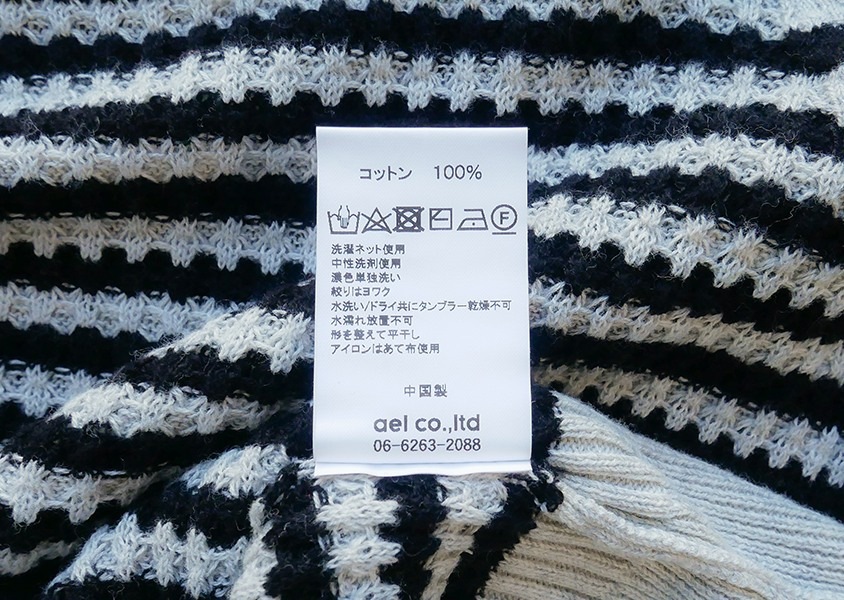 コットン 100%
F
洗濯ネット使用
中性洗剤使用
濃色単独洗い
絞りはヨワク
水洗い/ドライ共にタンブラー乾燥不可
水濡れ放置不可
形を整えて平干し
アイロンはあて布使用
中国製
ael co.,ltd
06-6263-2088